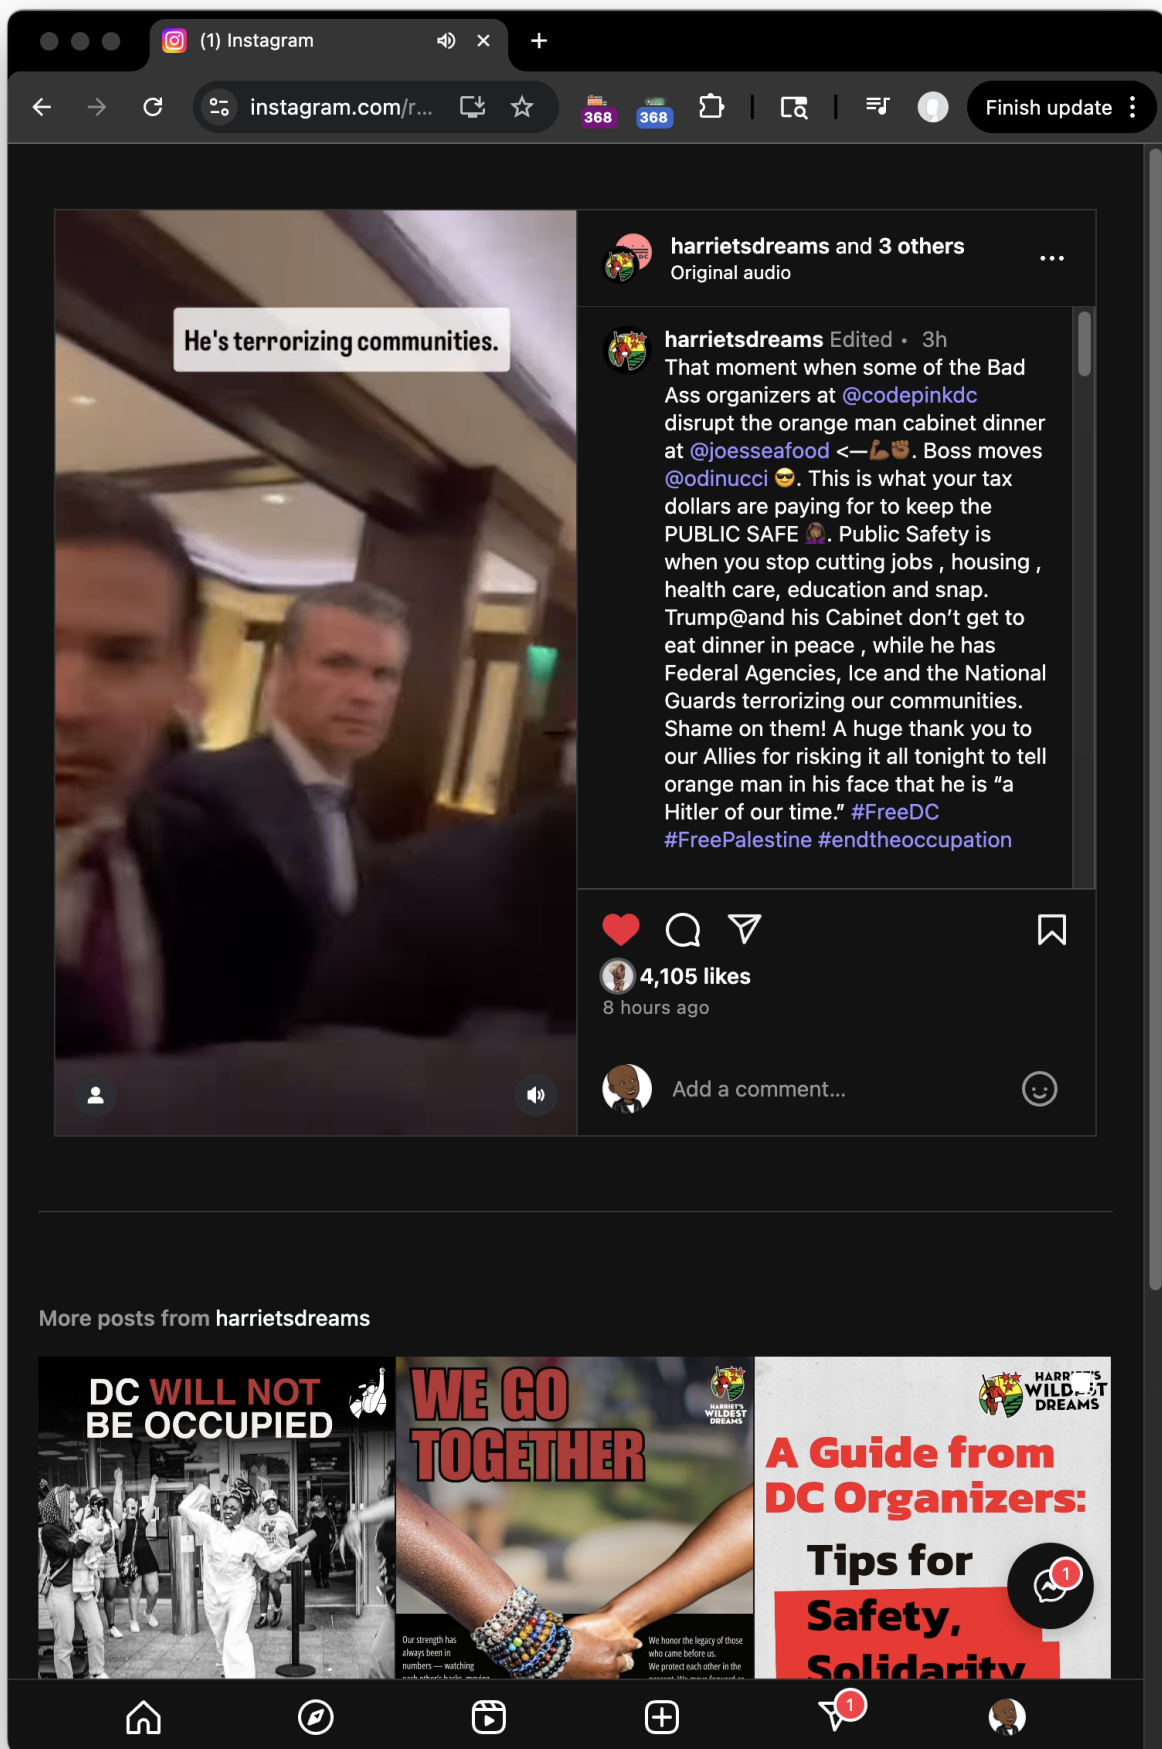 (1) Instagram
instagram.com/r...
368
368
Finish update
He's terrorizing communities.
harrietsdreams and 3 others
Original audio
harrietsdreams Edited • 3h
That moment when some of the Bad
Ass organizers at @codepinkdc
disrupt the orange man cabinet dinner
at @joesseafood <—💪🏾✊🏾. Boss moves
@odinucci 😎. This is what your tax
dollars are paying for to keep the
PUBLIC SAFE 🤦🏾‍♀️. Public Safety is
when you stop cutting jobs , housing ,
health care, education and snap.
Trump@and his Cabinet don’t get to
eat dinner in peace , while he has
Federal Agencies, Ice and the National
Guards terrorizing our communities.
Shame on them! A huge thank you to
our Allies for risking it all tonight to tell
orange man in his face that he is “a
Hitler of our time.” #FreeDC
#FreePalestine #endtheoccupation
4,105 likes
8 hours ago
Add a comment...
More posts from harrietsdreams
DC WILL NOT
BE OCCUPIED
WE GO
TOGETHER
HARRIET'S
WILDEST
DREAMS
Our strength has
always been in
numbers — watching
each other's backs, moving
We honor the legacy of those
who came before us.
We protect each other in the
HARRIET'S
WILDEST
DREAMS
A Guide from
DC Organizers:
Tips for
Safety,
Solidarity
1
1